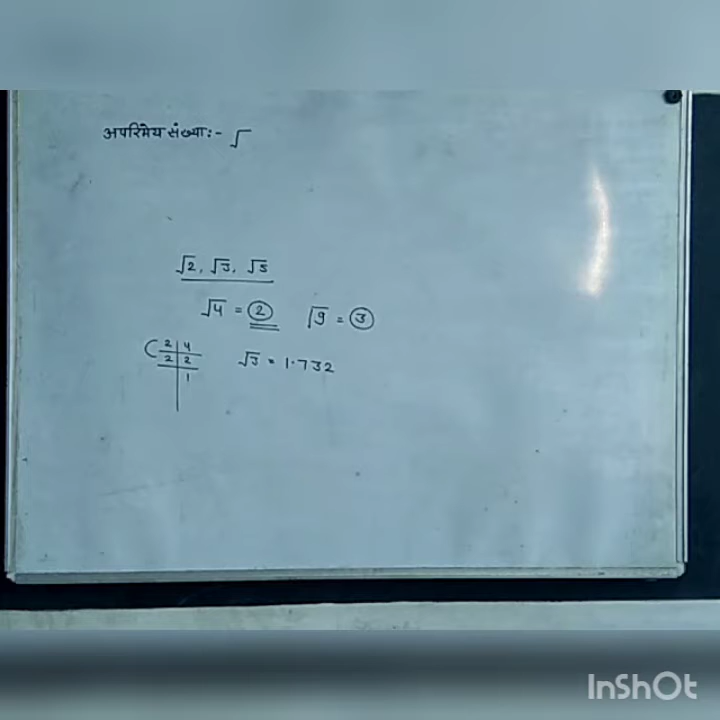 अपरिमेय संख्या:- √
√2, √3, √5
√4 = 2 √9 = 3
2 4
2 2 √3 = 1.732
1
InShOt